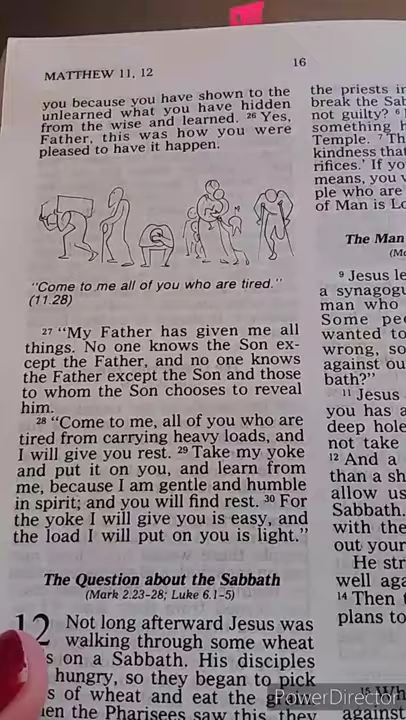 MATTHEW 11, 12
16
you because you have shown to the
unlearned what you have hidden
from the wise and learned. 26 Yes,
Father, this was how you were
pleased to have it happen.
"Come to me all of you who are tired."
(11.28)
27 "My Father has given me all
things. No one knows the Son ex-
cept the Father, and no one knows
the Father except the Son and those
to whom the Son chooses to reveal
him.
28 "Come to me, all of you who are
tired from carrying heavy loads, and
I will give you rest. 29 Take my yoke
and put it on you, and learn from
me, because I am gentle and humble
in spirit; and you will find rest. 30 For
the yoke I will give you is easy, and
the load I will put on you is light."
The Question about the Sabbath
(Mark 2.23-28; Luke 6.1-5)
12 Not long afterward Jesus was
walking through some wheat
on a Sabbath. His disciples
hungry, so they began to pick
of wheat and eat the
the Pharisees saw this, they
the priests in
break the Sab
not guilty? 6
something
Temple. 7 Th
kindness that
rifices.' If yo
means, you
ple who are
of Man is Lo
The Man
9 Jesus le
a synagogu
man who
Some peo
wanted to
wrong, so
against ou
bath?"
11 Jesus
you has a
deep hole
not take
12 And a
than a sh
allow us
Sabbath.
with the
out your
He str
well aga
14 Then
plans to
15 Wh
against
PowerDirector